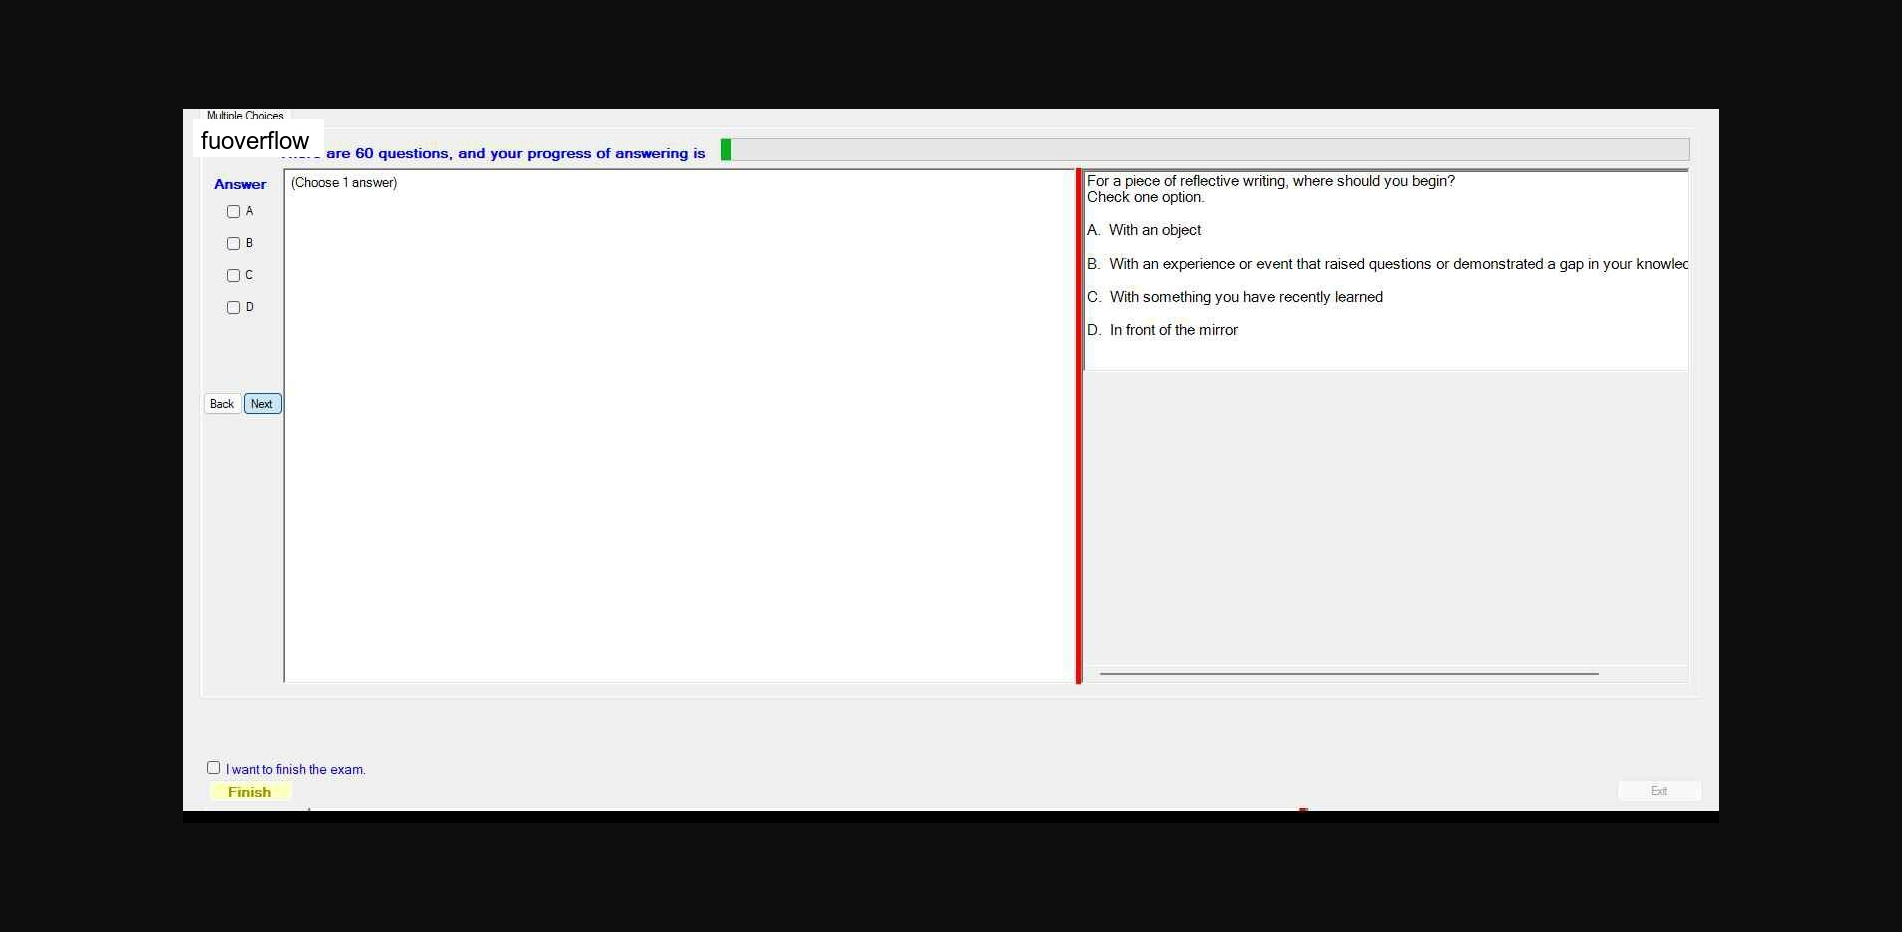 Multiple Choices
fuoverflow
are 60 questions, and your progress of answering is
Answer
(Choose 1 answer)
A
B
C
D
Back Next
For a piece of reflective writing, where should you begin?
Check one option.
A. With an object
B. With an experience or event that raised questions or demonstrated a gap in your
C. With something you have recently learned
D. In front of the mirror
I want to finish the exam.
Finish
Exit